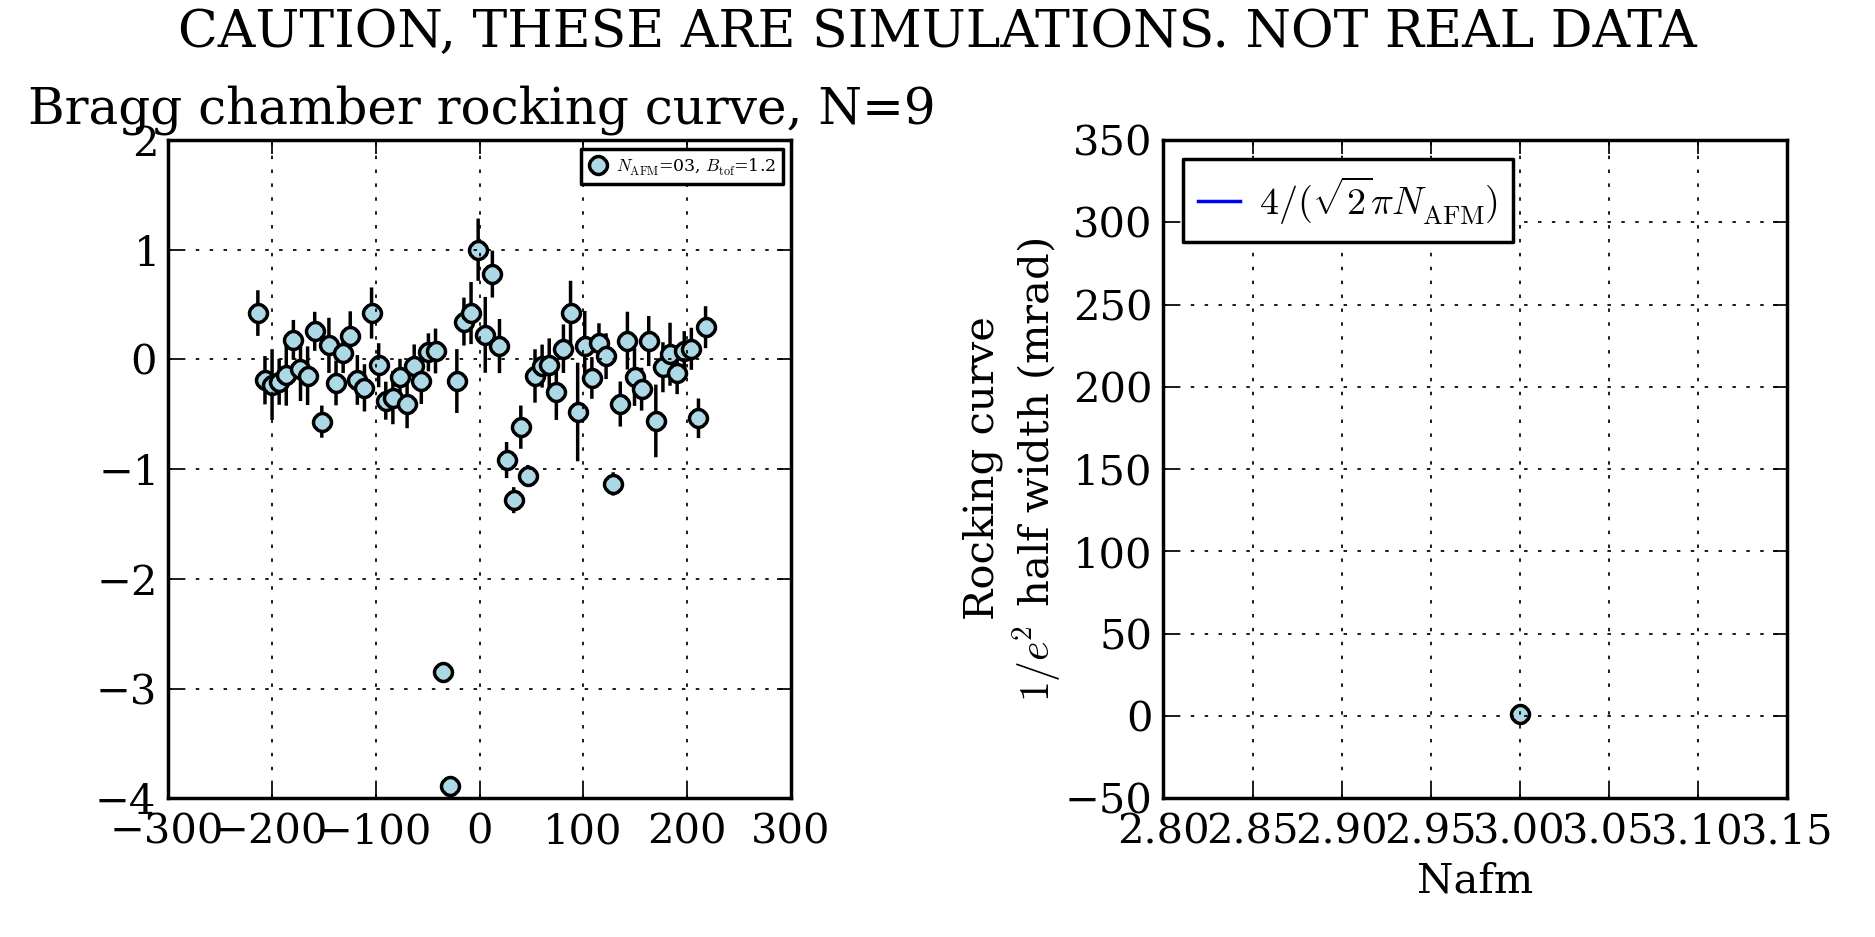 CAUTION, THESE ARE SIMULATIONS. NOT REAL DATA
Bragg chamber rocking curve, N=9
N_AFM=03, B_tof=1.2
2
1
0
−1
−2
−3
−4
−300 −200 −100 0 100 200 300
4/(√2πN_AFM)
Rocking curve
1/e² half width (mrad)
350
300
250
200
150
100
50
0
−50
2.80 2.85 2.90 2.95 3.00 3.05 3.10 3.15
Nafm